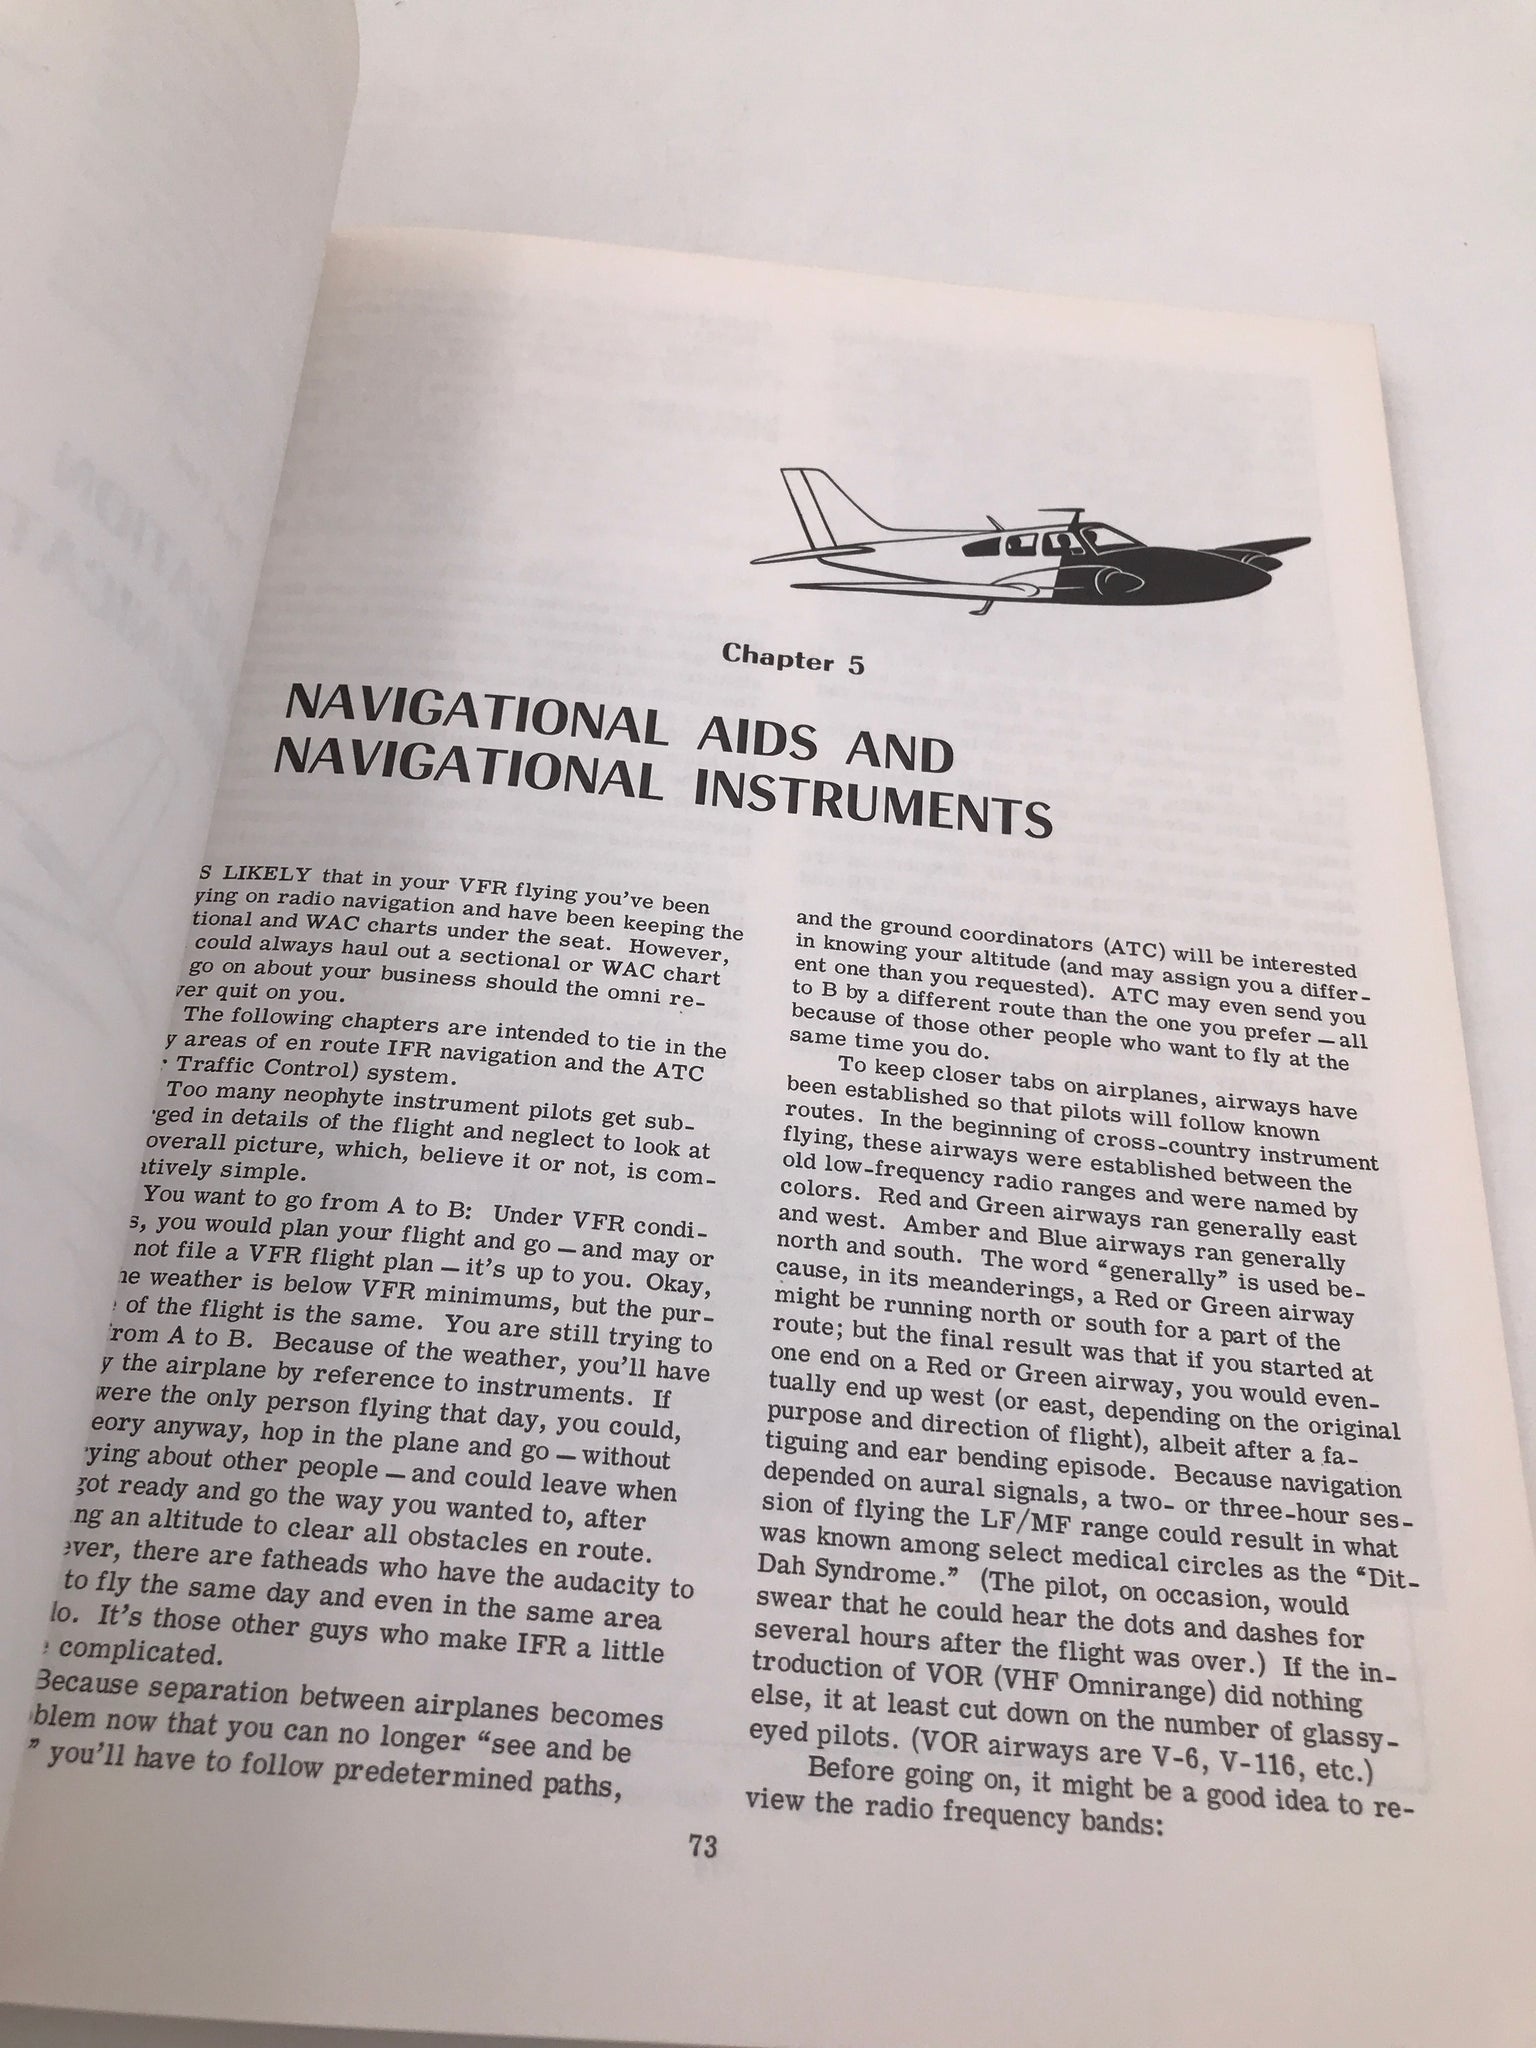 Chapter 5
NAVIGATIONAL AIDS AND
NAVIGATIONAL INSTRUMENTS
S LIKELY that in your VFR flying you've been
ying on radio navigation and have been keeping the
tional and WAC charts under the seat. However,
could always haul out a sectional or WAC chart
go on about your business should the omni re-
ver quit on you.
The following chapters are intended to tie in the
y areas of en route IFR navigation and the ATC
Traffic Control) system.
Too many neophyte instrument pilots get sub-
ged in details of the flight and neglect to look at
overall picture, which, believe it or not, is com-
atively simple.
You want to go from A to B: Under VFR condi-
s, you would plan your flight and go — and may or
not file a VFR flight plan — it's up to you. Okay,
he weather is below VFR minimums, but the pur-
of the flight is the same. You are still trying to
rom A to B. Because of the weather, you'll have
y the airplane by reference to instruments. If
were the only person flying that day, you could,
eory anyway, hop in the plane and go — without
rying about other people — and could leave when
got ready and go the way you wanted to, after
ng an altitude to clear all obstacles en route.
ever, there are fatheads who have the audacity to
to fly the same day and even in the same area
do. It's those other guys who make IFR a little
complicated.
Because separation between airplanes becomes
blem now that you can no longer "see and be
" you'll have to follow predetermined paths,
and the ground coordinators (ATC) will be interested
in knowing your altitude (and may assign you a differ-
ent one than you requested). ATC may even send you
to B by a different route than the one you prefer — all
because of those other people who want to fly at the
same time you do.
To keep closer tabs on airplanes, airways have
been established so that pilots will follow known
routes. In the beginning of cross-country instrument
flying, these airways were established between the
old low-frequency radio ranges and were named by
colors. Red and Green airways ran generally east
and west. Amber and Blue airways ran generally
north and south. The word "generally" is used be-
cause, in its meanderings, a Red or Green airway
might be running north or south for a part of the
route; but the final result was that if you started at
one end on a Red or Green airway, you would even-
tually end up west (or east, depending on the original
purpose and direction of flight), albeit after a fa-
tiguing and ear bending episode. Because navigation
depended on aural signals, a two- or three-hour ses-
sion of flying the LF/MF range could result in what
was known among select medical circles as the "Dit-
Dah Syndrome." (The pilot, on occasion, would
swear that he could hear the dots and dashes for
several hours after the flight was over.) If the in-
troduction of VOR (VHF Omnirange) did nothing
else, it at least cut down on the number of glassy-
eyed pilots. (VOR airways are V-6, V-116, etc.)
Before going on, it might be a good idea to re-
view the radio frequency bands:
73